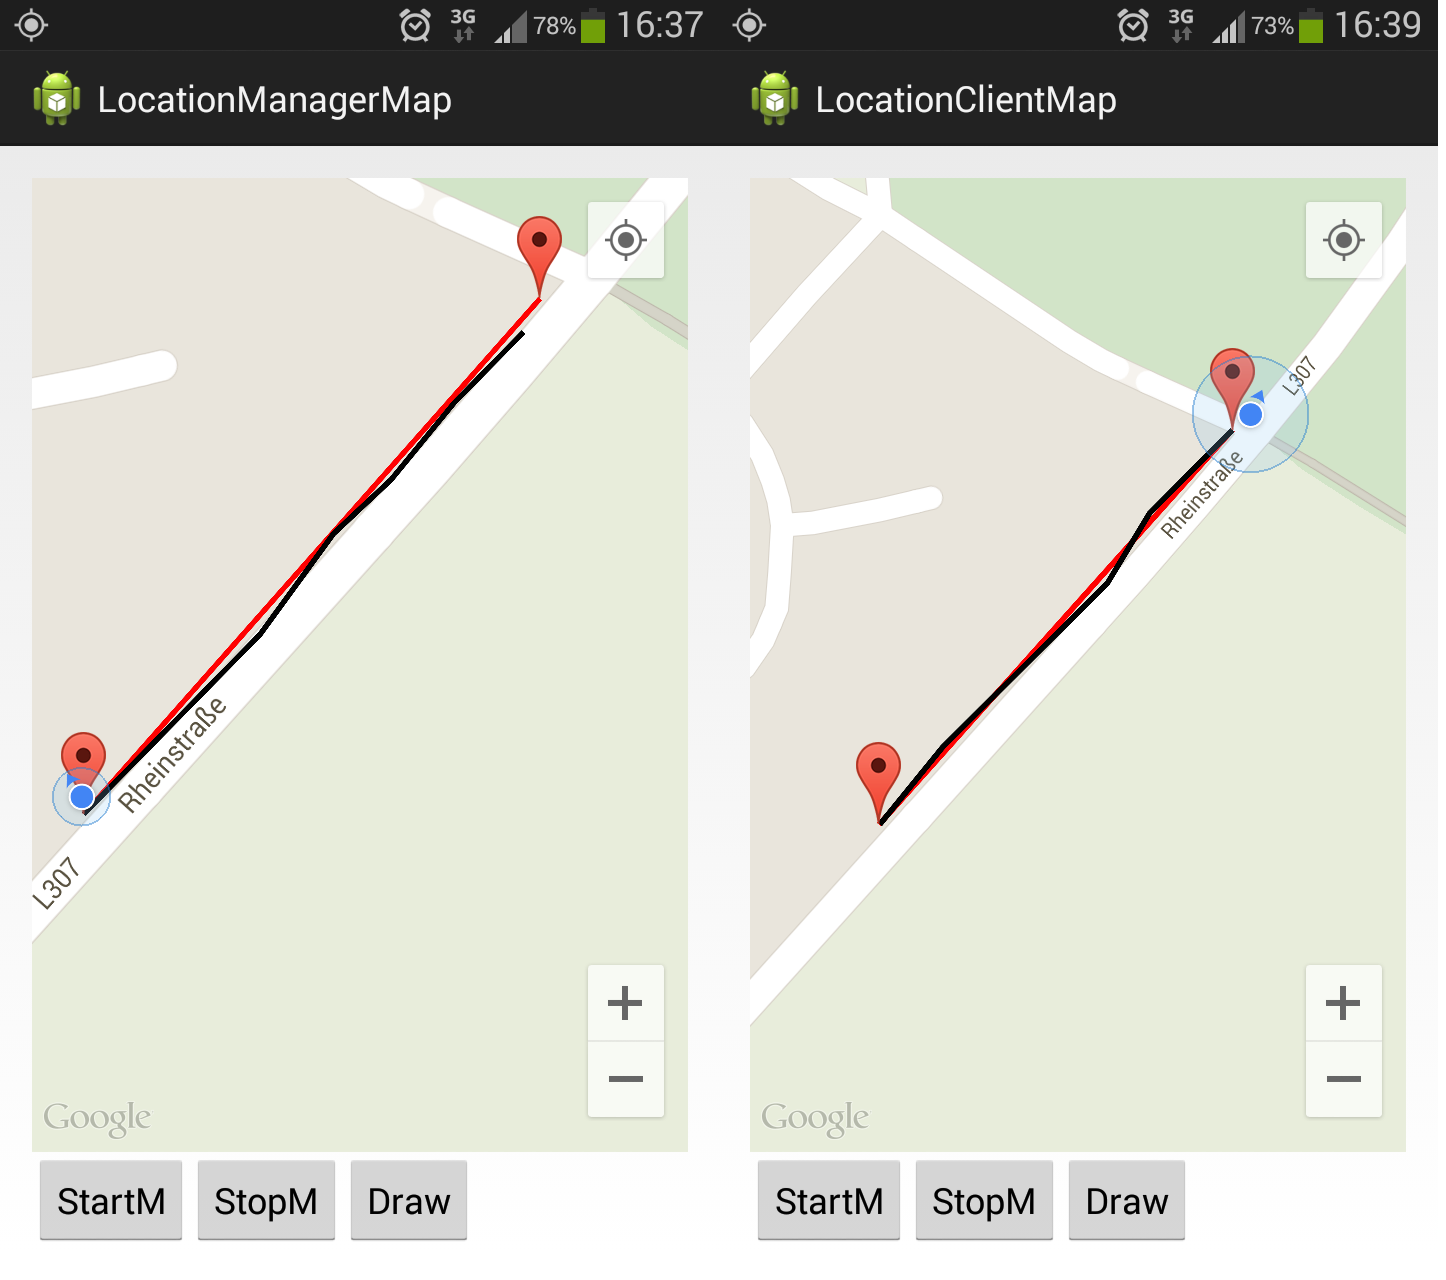 3G 78% 16:37
LocationManagerMap
Rheinstraße
L307
+
−
Google
StartM StopM Draw
3G 73% 16:39
LocationClientMap
L307
Rheinstraße
+
−
Google
StartM StopM Draw